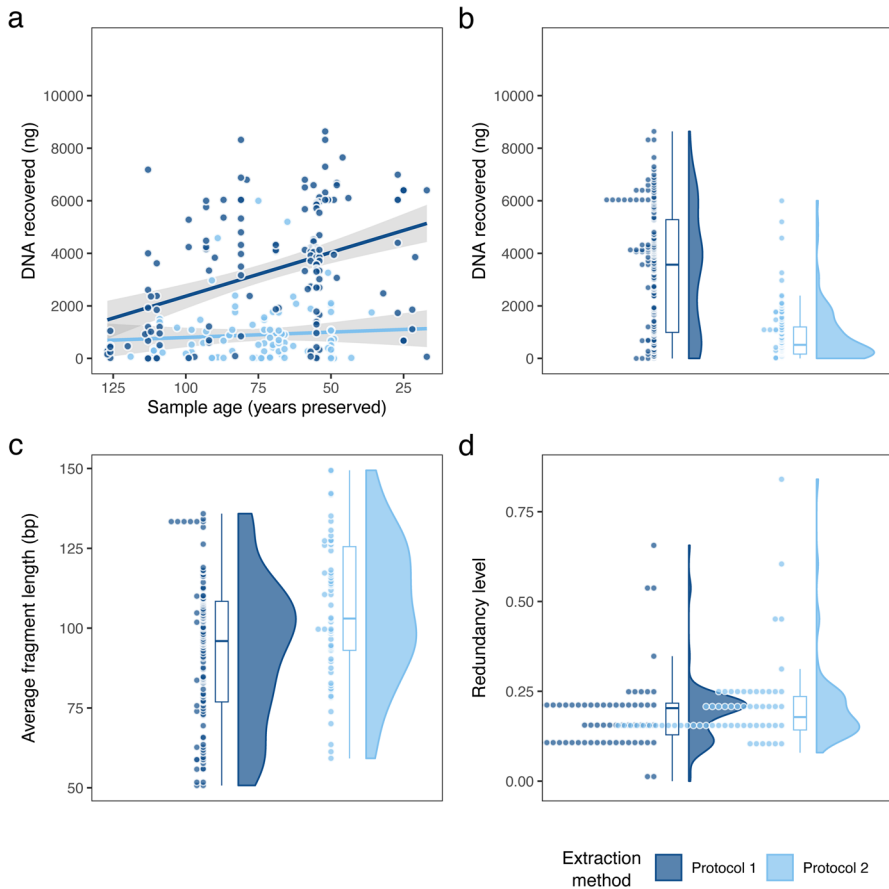 a
10000
8000
6000
4000
2000
0
DNA recovered (ng)
125 100 75 50 25
Sample age (years preserved)
b
10000
8000
6000
4000
2000
0
DNA recovered (ng)
c
150
125
100
75
50
Average fragment length (bp)
d
0.75
0.50
0.25
0.00
Redundancy level
Extraction
method
Protocol 1
Protocol 2